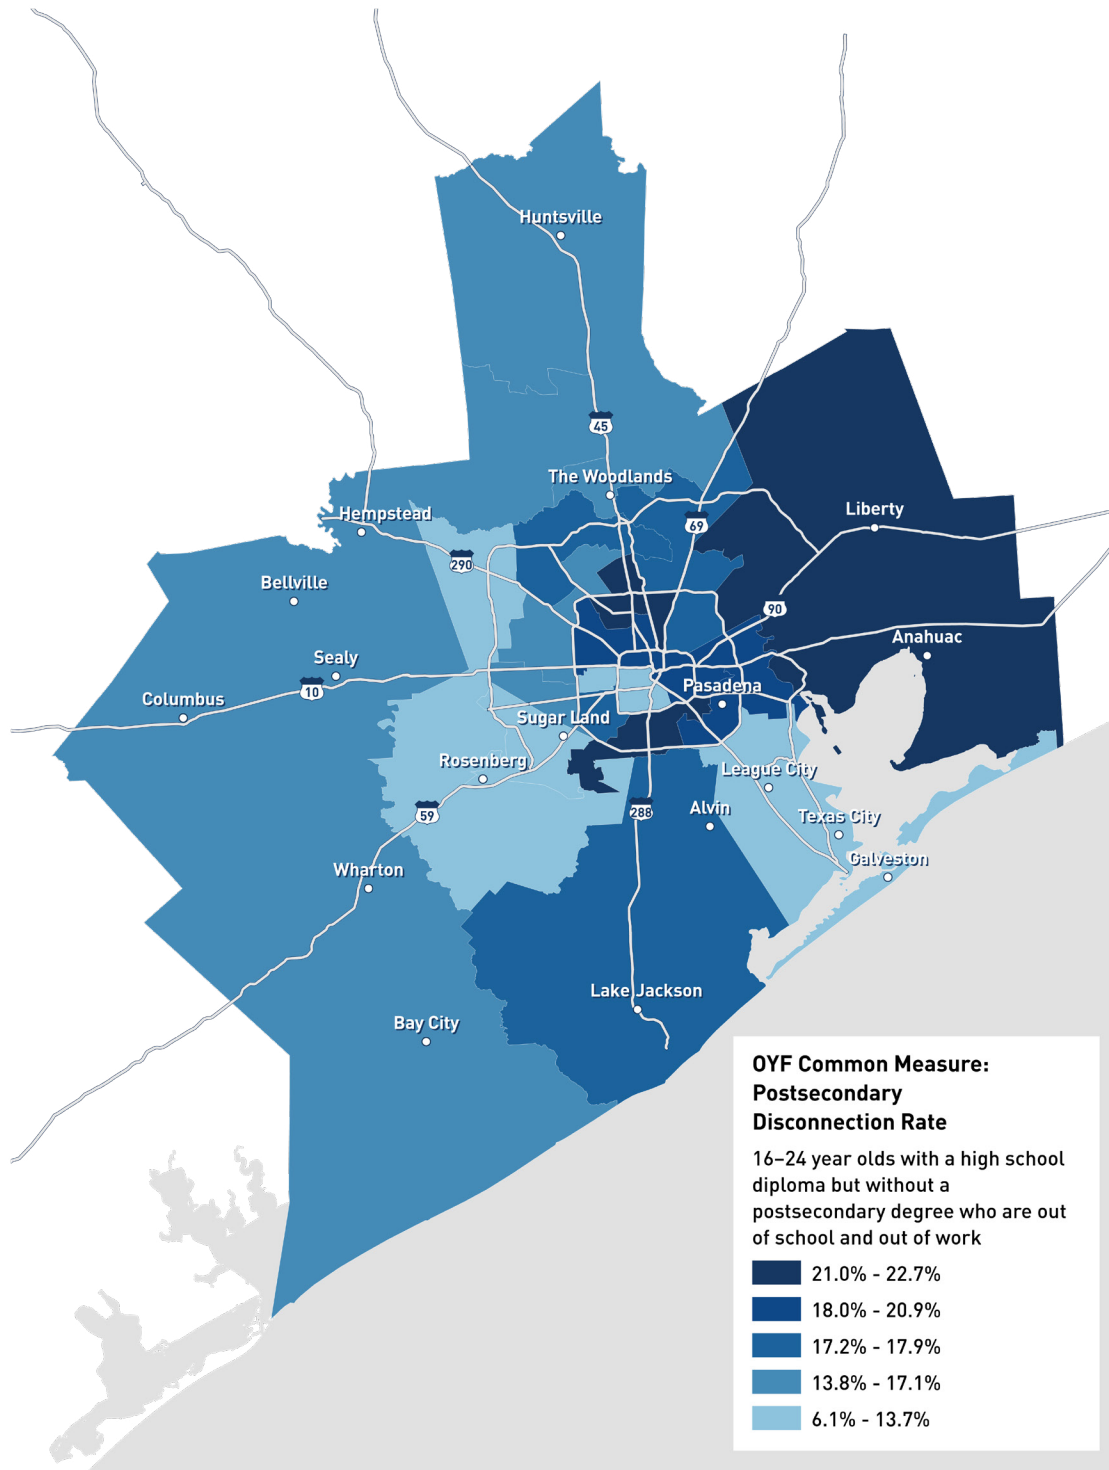 Huntsville
45
The Woodlands
69
Liberty
Hempstead
290
Bellville
90
Anahuac
Sealy
10
Columbus
Pasadena
Sugar Land
Rosenberg
League City
59
288
Alvin
Texas City
Galveston
Wharton
Lake Jackson
Bay City
OYF Common Measure:
Postsecondary
Disconnection Rate
16–24 year olds with a high school
diploma but without a
postsecondary degree who are out
of school and out of work
21.0% - 22.7%
18.0% - 20.9%
17.2% - 17.9%
13.8% - 17.1%
6.1% - 13.7%